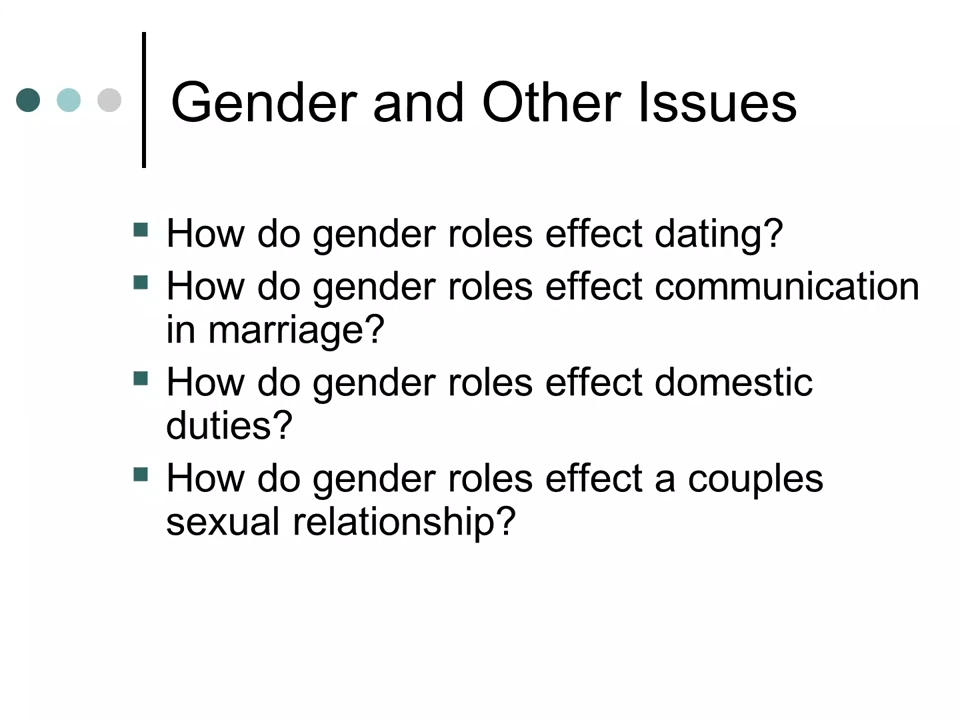 Gender and Other Issues
How do gender roles effect dating?
How do gender roles effect communication
in marriage?
How do gender roles effect domestic
duties?
How do gender roles effect a couples
sexual relationship?